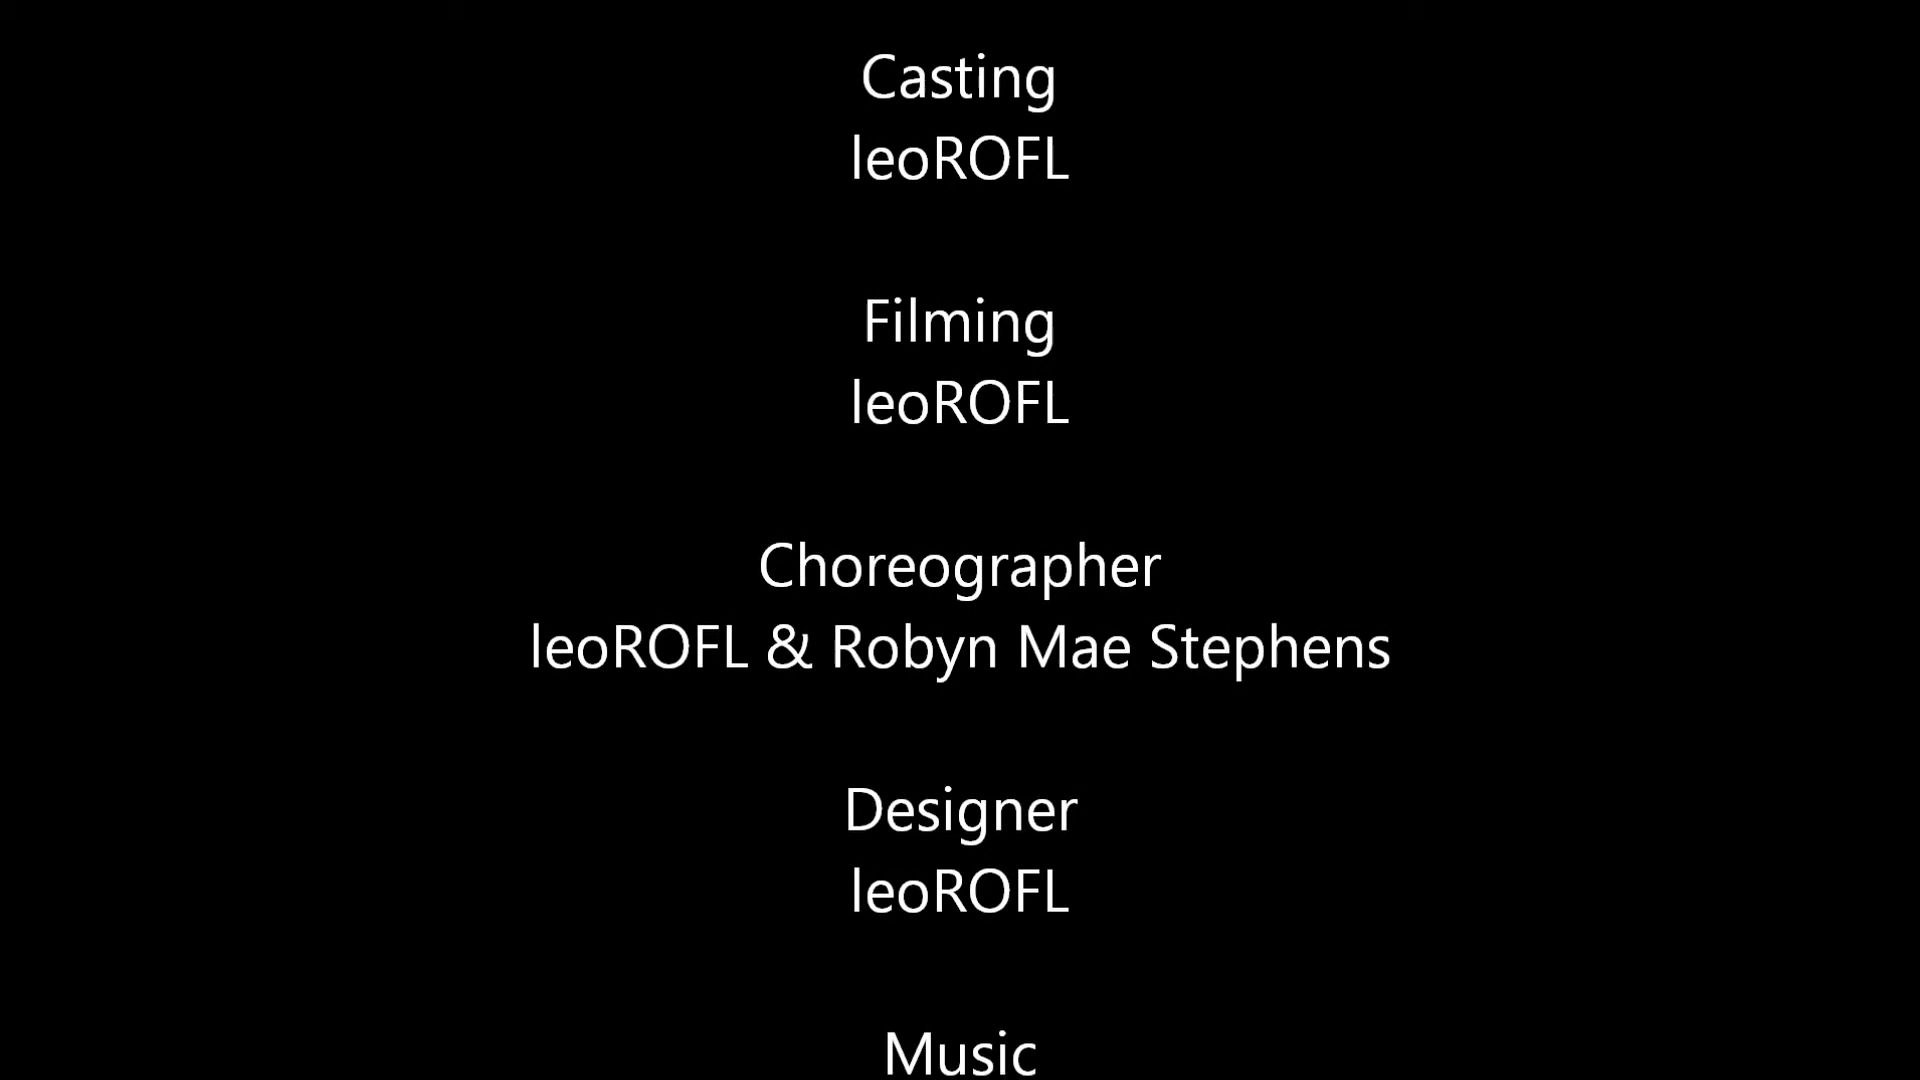 Casting
leoROFL
Filming
leoROFL
Choreographer
leoROFL & Robyn Mae Stephens
Designer
leoROFL
Music